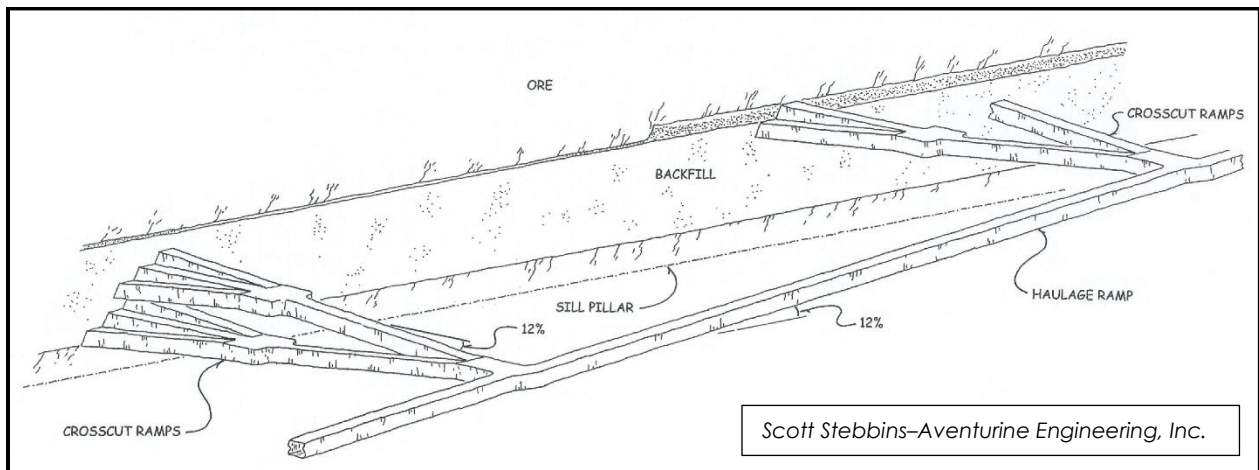 ORE
CROSSCUT RAMPS
BACKFILL
HAULAGE RAMP
SILL PILLAR
12%
12%
CROSSCUT RAMPS
Scott Stebbins–Aventurine Engineering, Inc.